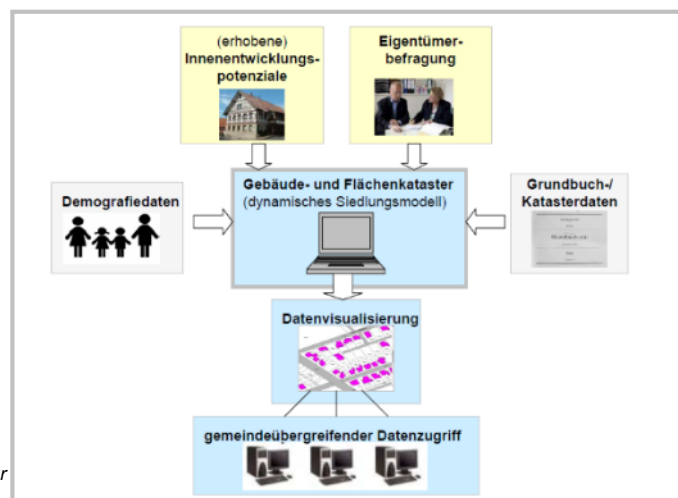 (erhobene)
Innenentwicklungs-
potenziale
Eigentümer-
befragung
Demografiedaten
Gebäude- und Flächenkataster
(dynamisches Siedlungsmodell)
Grundbuch-/
Katasterdaten
Datenvisualisierung
gemeindeübergreifender Datenzugriff
r